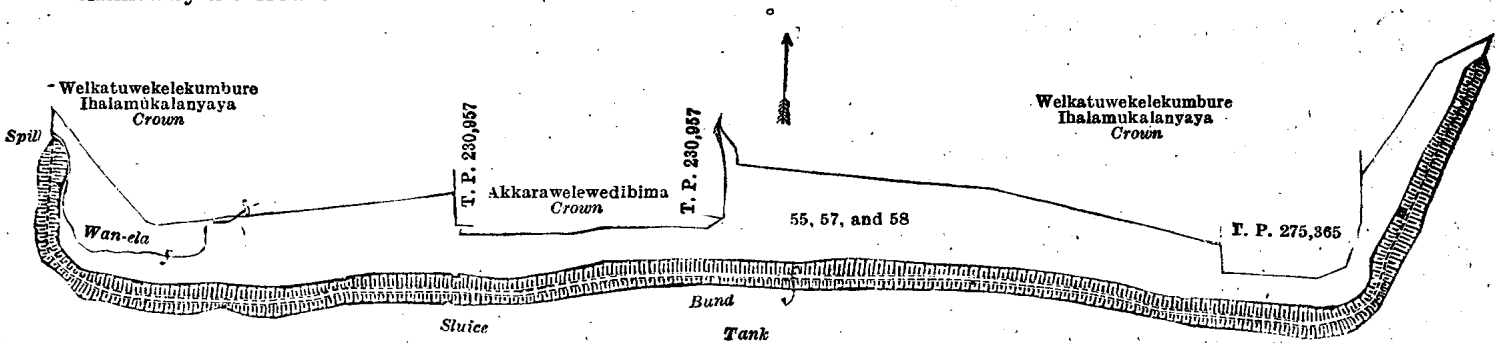 Welkatuwekelekumbure
Ihalamukalanyaya
Crown
Spill
T. P. 230,957
Akkarawelewedibima
Crown
T. P. 230,957
Welkatuwekelekumbure
Ihalamukalanyaya
Crown
Wan-ela
55, 57, and 58
T. P. 275,365
Bund
Sluice
Tank